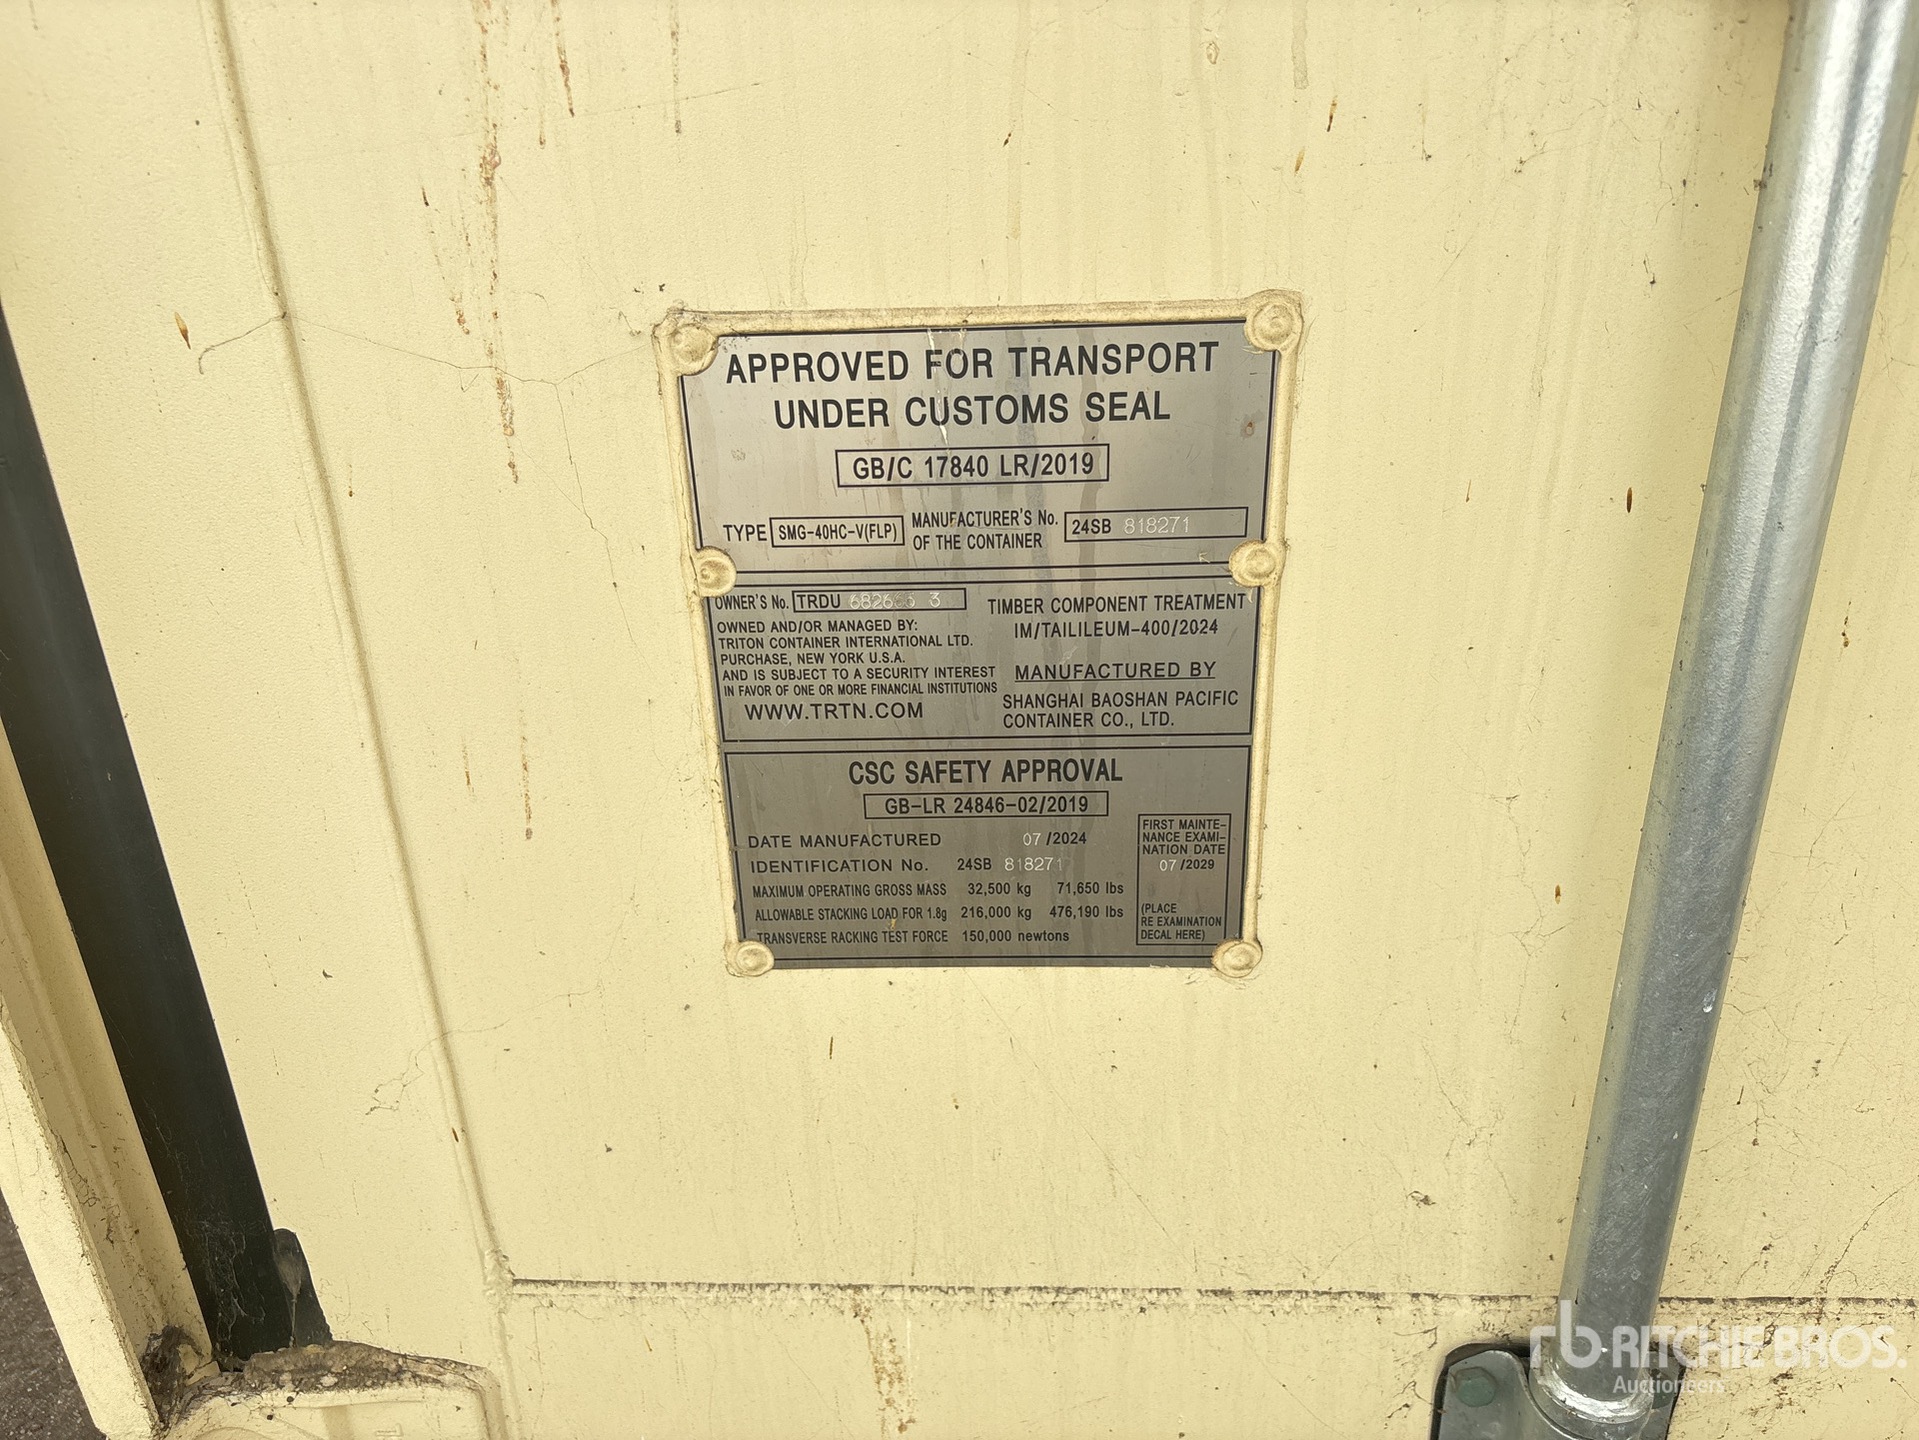 APPROVED FOR TRANSPORT
UNDER CUSTOMS SEAL
GB/C 17840 LR/2019
TYPE SMG-40HC-V(FLP) MANUFACTURER'S No. OF THE CONTAINER 24SB 818271
OWNER'S No. TRDU 3
OWNED AND/OR MANAGED BY:
TRITON CONTAINER INTERNATIONAL LTD.
PURCHASE, NEW YORK U.S.A.
AND IS SUBJECT TO A SECURITY INTEREST
IN FAVOR OF ONE OR MORE FINANCIAL INSTITUTIONS
WWW.TRTN.COM
TIMBER COMPONENT TREATMENT
IM/TAILILEUM-400/2024
MANUFACTURED BY
SHANGHAI BAOSHAN PACIFIC
CONTAINER CO., LTD.
CSC SAFETY APPROVAL
GB-LR 24846-02/2019
DATE MANUFACTURED 07 /2024
IDENTIFICATION No. 24SB 818271
MAXIMUM OPERATING GROSS MASS 32,500 kg 71,650 lbs
ALLOWABLE STACKING LOAD FOR 1.8g 216,000 kg 476,190 lbs
TRANSVERSE RACKING TEST FORCE 150,000 newtons
FIRST MAINTE-
NANCE EXAMI-
NATION DATE
07 /2029
(PLACE
RE EXAMINATION
DECAL HERE)
rb RITCHIE BROS.
Auctioneers